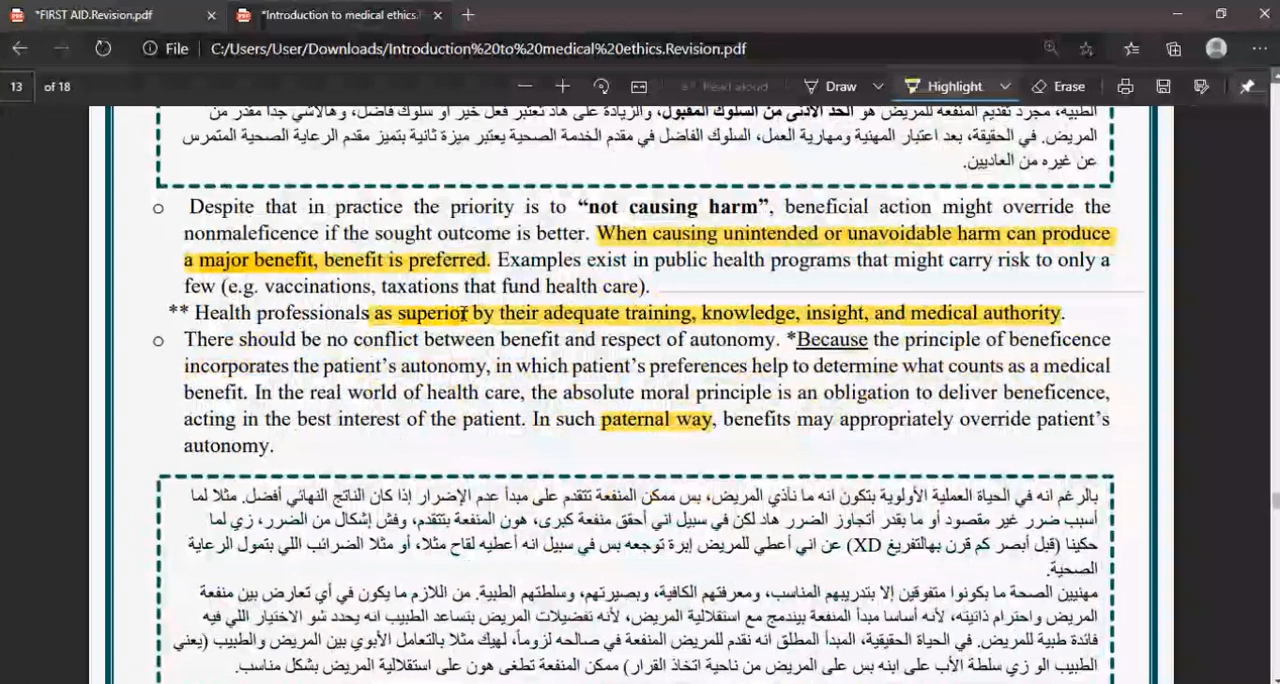 *FIRST AID.Revision.pdf
*Introduction to medical ethics.
File C:/Users/User/Downloads/Introduction%20to%20medical%20ethics.Revision.pdf
13 of 18 Read aloud Draw Highlight Erase
الطبية، مجرد تقديم المنفعة للمريض هو الحد الأدنى من السلوك المقبول، والزيادة على هاد تعتبر فعل خير أو سلوك فاضل، وهالاشي جداً مقدر من
المريض. في الحقيقة، بعد اعتبار المهنية ومهارية العمل، السلوك الفاضل في مقدم الخدمة الصحية يعتبر ميزة ثانية بتميز مقدم الرعاية الصحية المتمرس
عن غيره من العاديين.
o Despite that in practice the priority is to “not causing harm”, beneficial action might override the
nonmaleficence if the sought outcome is better. When causing unintended or unavoidable harm can produce
a major benefit, benefit is preferred. Examples exist in public health programs that might carry risk to only a
few (e.g. vaccinations, taxations that fund health care).
** Health professionals as superior by their adequate training, knowledge, insight, and medical authority.
o There should be no conflict between benefit and respect of autonomy. *Because the principle of beneficence
incorporates the patient’s autonomy, in which patient’s preferences help to determine what counts as a medical
benefit. In the real world of health care, the absolute moral principle is an obligation to deliver beneficence,
acting in the best interest of the patient. In such paternal way, benefits may appropriately override patient’s
autonomy.
بالرغم انه في الحياة العملية الأولوية بتكون انه ما نأذي المريض، بس ممكن المنفعة تتقدم على مبدأ عدم الإضرار إذا كان الناتج النهائي أفضل. مثلا لما
أسبب ضرر غير مقصود أو ما بقدر أتجاوز الضرر هاد لكن في سبيل اني أحقق منفعة كبرى، هون المنفعة بتتقدم، وفش إشكال من الضرر، زي لما
حكينا (قبل أبصر كم قرن بهالتفريغ XD) عن اني أعطي للمريض إبرة توجعه بس في سبيل انه أعطيه لقاح مثلا، أو مثلا الضرائب اللي بتمول الرعاية
الصحية.
مهنيين الصحة ما بكونوا متفوقين إلا بتدريبهم المناسب، ومعرفتهم الكافية، وبصيرتهم، وسلطتهم الطبية. من اللازم ما يكون في أي تعارض بين منفعة
المريض واحترام ذاتيته، لأنه أساسا مبدأ المنفعة بيندمج مع استقلالية المريض، لأنه تفضيلات المريض بتساعد الطبيب انه يحدد شو الاختيار اللي فيه
فائدة طبية للمريض. في الحياة الحقيقية، المبدأ المطلق انه نقدم للمريض المنفعة في صالحه لزوماً، لهيك مثلا بالتعامل الأبوي بين المريض والطبيب (يعني
الطبيب الو زي سلطة الأب على ابنه بس على المريض من ناحية اتخاذ القرار) ممكن المنفعة تطغى هون على استقلالية المريض بشكل مناسب.